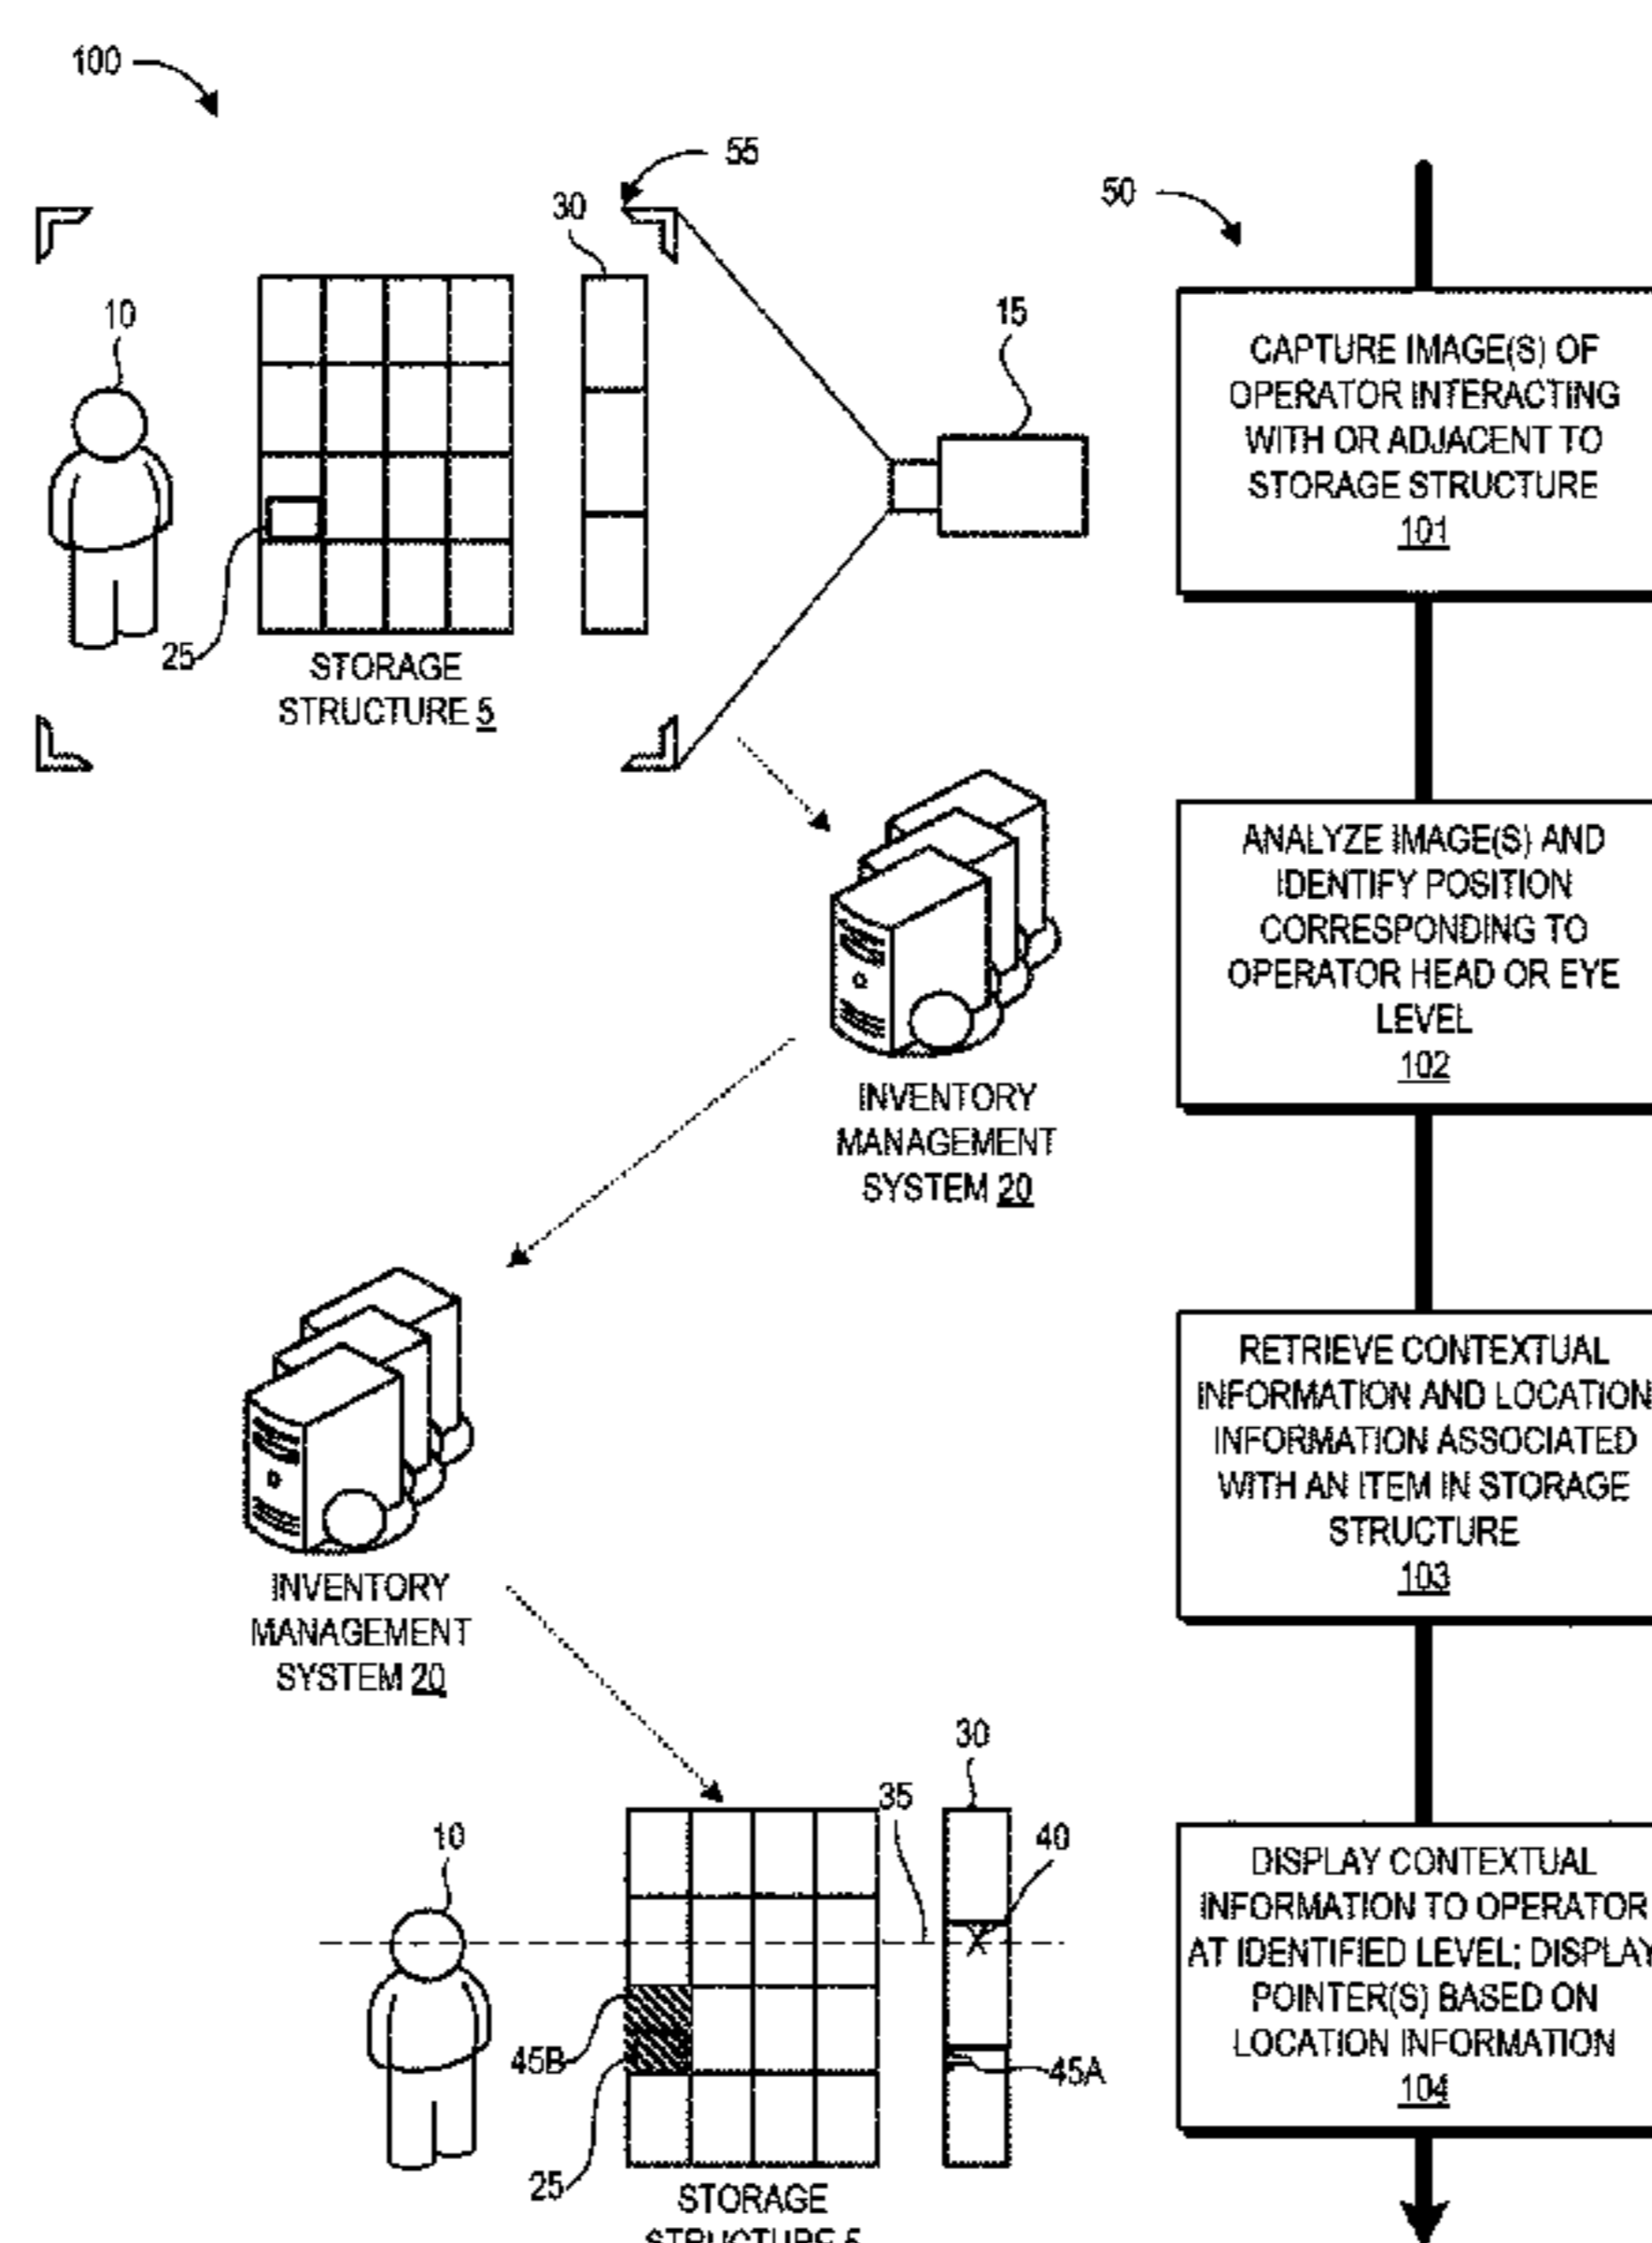 100
55
50
30
10
15
25
STORAGE
STRUCTURE 5
CAPTURE IMAGE(S) OF
OPERATOR INTERACTING
WITH OR ADJACENT TO
STORAGE STRUCTURE
101
ANALYZE IMAGE(S) AND
IDENTIFY POSITION
CORRESPONDING TO
OPERATOR HEAD OR EYE
LEVEL
102
INVENTORY
MANAGEMENT
SYSTEM 20
RETRIEVE CONTEXTUAL
INFORMATION AND LOCATION
INFORMATION ASSOCIATED
WITH AN ITEM IN STORAGE
STRUCTURE
103
INVENTORY
MANAGEMENT
SYSTEM 20
30
35
10
40
X
45B
45A
25
STORAGE
STRUCTURE 5
DISPLAY CONTEXTUAL
INFORMATION TO OPERATOR
AT IDENTIFIED LEVEL; DISPLAY
POINTER(S) BASED ON
LOCATION INFORMATION
104